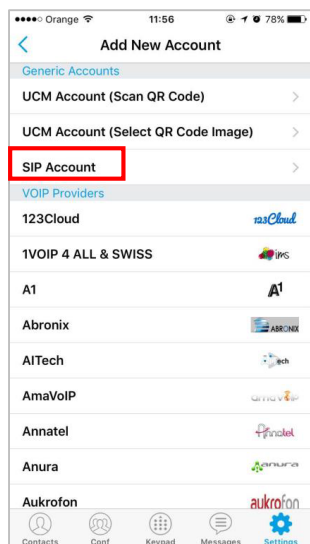 ●●●●○ Orange 11:56 78%
Add New Account
Generic Accounts
UCM Account (Scan QR Code)
UCM Account (Select QR Code Image)
SIP Account
VOIP Providers
123Cloud 123Cloud
1VOIP 4 ALL & SWISS ims
A1 A1
Abronix ABRONIX
AITech
AmaVoIP
Annatel Annatel
Anura anura
Aukrofon aukrofon
Contacts Conf Keypad Messages Settings